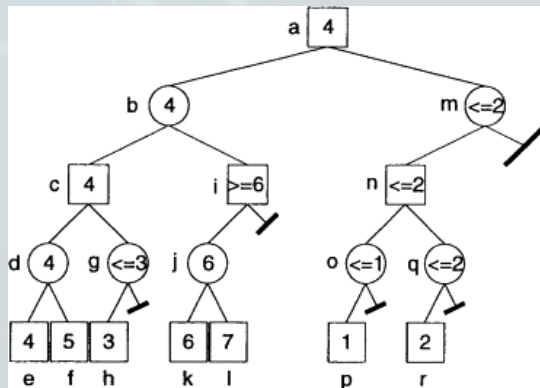 a 4
b 4 m <=2
c 4 i >=6 n <=2
d 4 g <=3 j 6 o <=1 q <=2
4 5 3 6 7 1 2
e f h k l p r